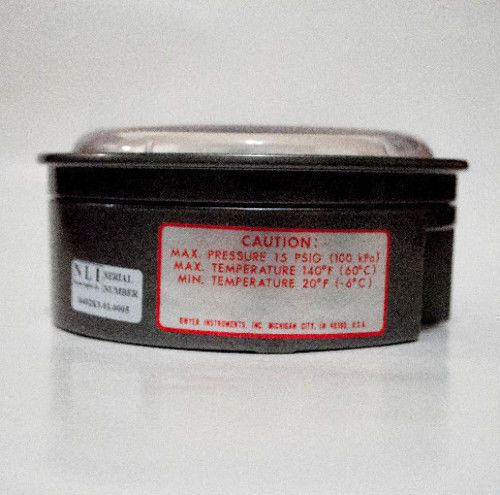 CAUTION:
MAX. PRESSURE 15 PSIG (100 kPa)
MAX. TEMPERATURE 140°F (60°C)
MIN. TEMPERATURE 20°F (-6°C)
DWYER INSTRUMENTS, INC. MICHIGAN CITY, IN 46360, U.S.A.
NLI SERIAL
NUMBER